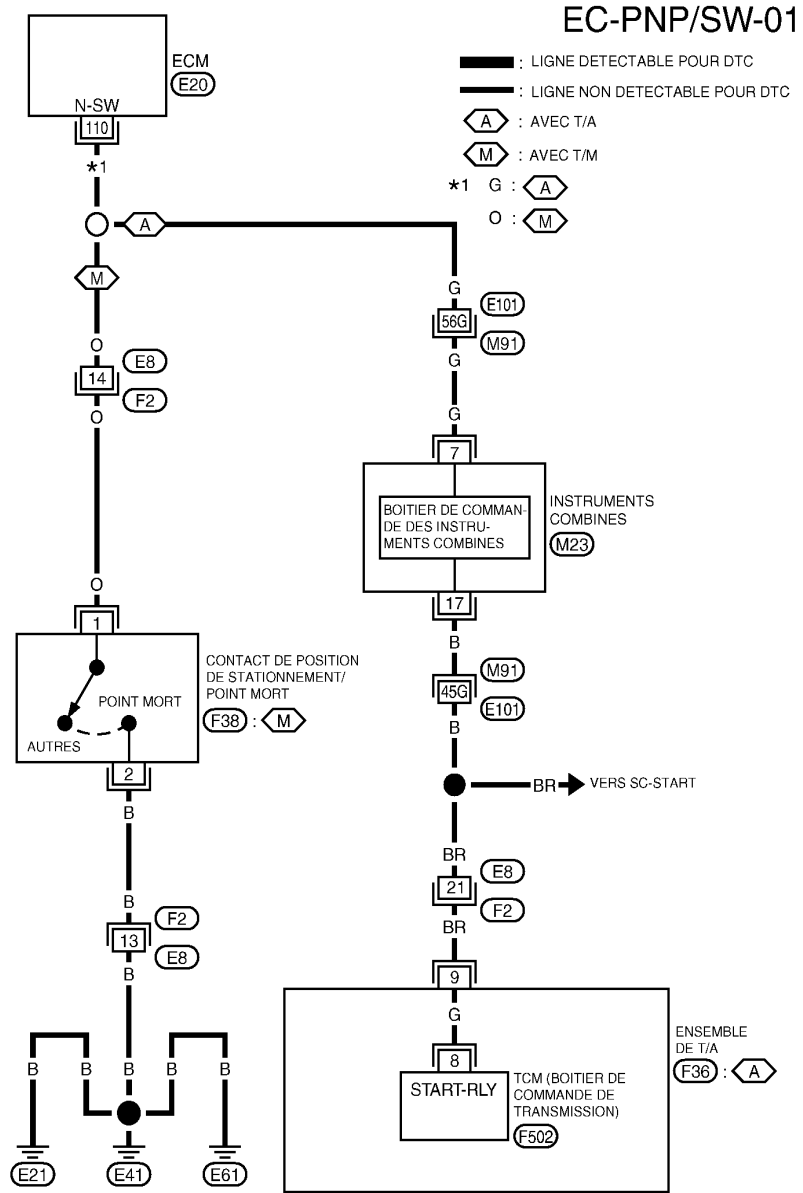 EC-PNP/SW-01
ECM
E20
N-SW
110
*1
: LIGNE DETECTABLE POUR DTC
: LIGNE NON DETECTABLE POUR DTC
A : AVEC T/A
M : AVEC T/M
*1 G : A
O : M
A
M
O
14
E8
F2
O
O
1
CONTACT DE POSITION
DE STATIONNEMENT/
POINT MORT
F38 : M
POINT MORT
AUTRES
2
B
B
13
F2
E8
B
B
B
B
B
B
E21
E41
E61
G
56G
E101
M91
G
G
7
BOITIER DE COMMAN-
DE DES INSTRU-
MENTS COMBINES
INSTRUMENTS
COMBINES
M23
17
B
45G
M91
E101
B
BR
VERS SC-START
BR
21
E8
F2
BR
9
G
8
START-RLY
TCM (BOITIER DE
COMMANDE DE
TRANSMISSION)
F502
ENSEMBLE
DE T/A
F36 : A